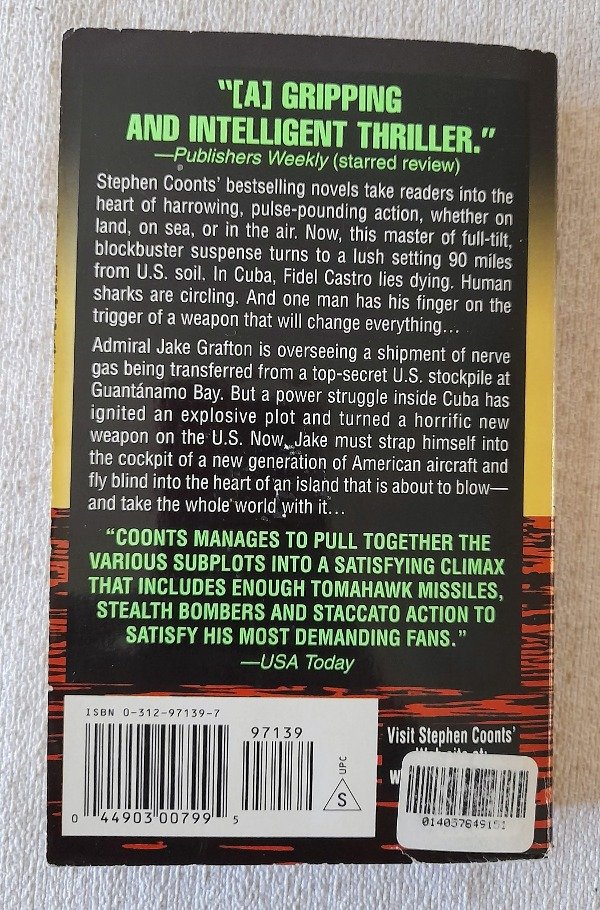 "[A] GRIPPING
AND INTELLIGENT THRILLER."
—Publishers Weekly (starred review)
Stephen Coonts' bestselling novels take readers into the
heart of harrowing, pulse-pounding action, whether on
land, on sea, or in the air. Now, this master of full-tilt,
blockbuster suspense turns to a lush setting 90 miles
from U.S. soil. In Cuba, Fidel Castro lies dying. Human
sharks are circling. And one man has his finger on the
trigger of a weapon that will change everything...
Admiral Jake Grafton is overseeing a shipment of nerve
gas being transferred from a top-secret U.S. stockpile at
Guantánamo Bay. But a power struggle inside Cuba has
ignited an explosive plot and turned a horrific new
weapon on the U.S. Now, Jake must strap himself into
the cockpit of a new generation of American aircraft and
fly blind into the heart of an island that is about to blow—
and take the whole world with it...
"COONTS MANAGES TO PULL TOGETHER THE
VARIOUS SUBPLOTS INTO A SATISFYING CLIMAX
THAT INCLUDES ENOUGH TOMAHAWK MISSILES,
STEALTH BOMBERS AND STACCATO ACTION TO
SATISFY HIS MOST DEMANDING FANS."
—USA Today
ISBN 0-312-97139-7
97139
UPC
S
0 44903 00799 5
Visit Stephen Coonts'
014037649151